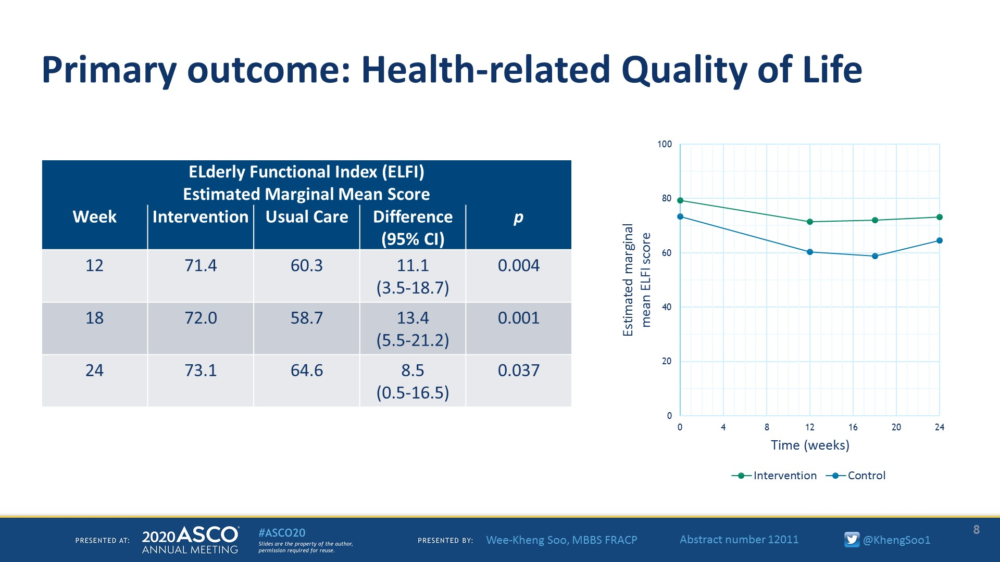 Primary outcome: Health-related Quality of Life
ELderly Functional Index (ELFI)
Estimated Marginal Mean Score
Week Intervention Usual Care Difference (95% CI) p
12 71.4 60.3 11.1 (3.5-18.7) 0.004
18 72.0 58.7 13.4 (5.5-21.2) 0.001
24 73.1 64.6 8.5 (0.5-16.5) 0.037
Estimated marginal
mean ELFI score
100
80
60
40
20
0
0 4 8 12 16 20 24
Time (weeks)
Intervention Control
PRESENTED AT:
2020 ASCO®
ANNUAL MEETING
#ASCO20
Slides are the property of the author,
permission required for reuse.
PRESENTED BY:
Wee-Kheng Soo, MBBS FRACP
Abstract number 12011
@KhengSoo1
8